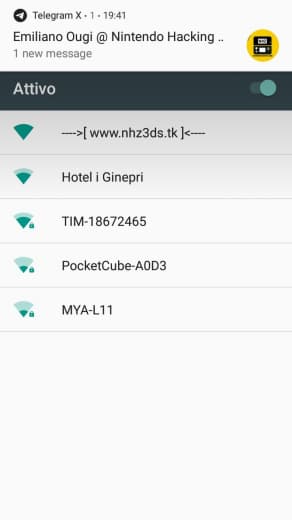 Telegram X • 1 • 19:41
Emiliano Ougi @ Nintendo Hacking ..
1 new message
Attivo
---->[ www.nhz3ds.tk ]<----
Hotel i Ginepri
TIM-18672465
PocketCube-A0D3
MYA-L11